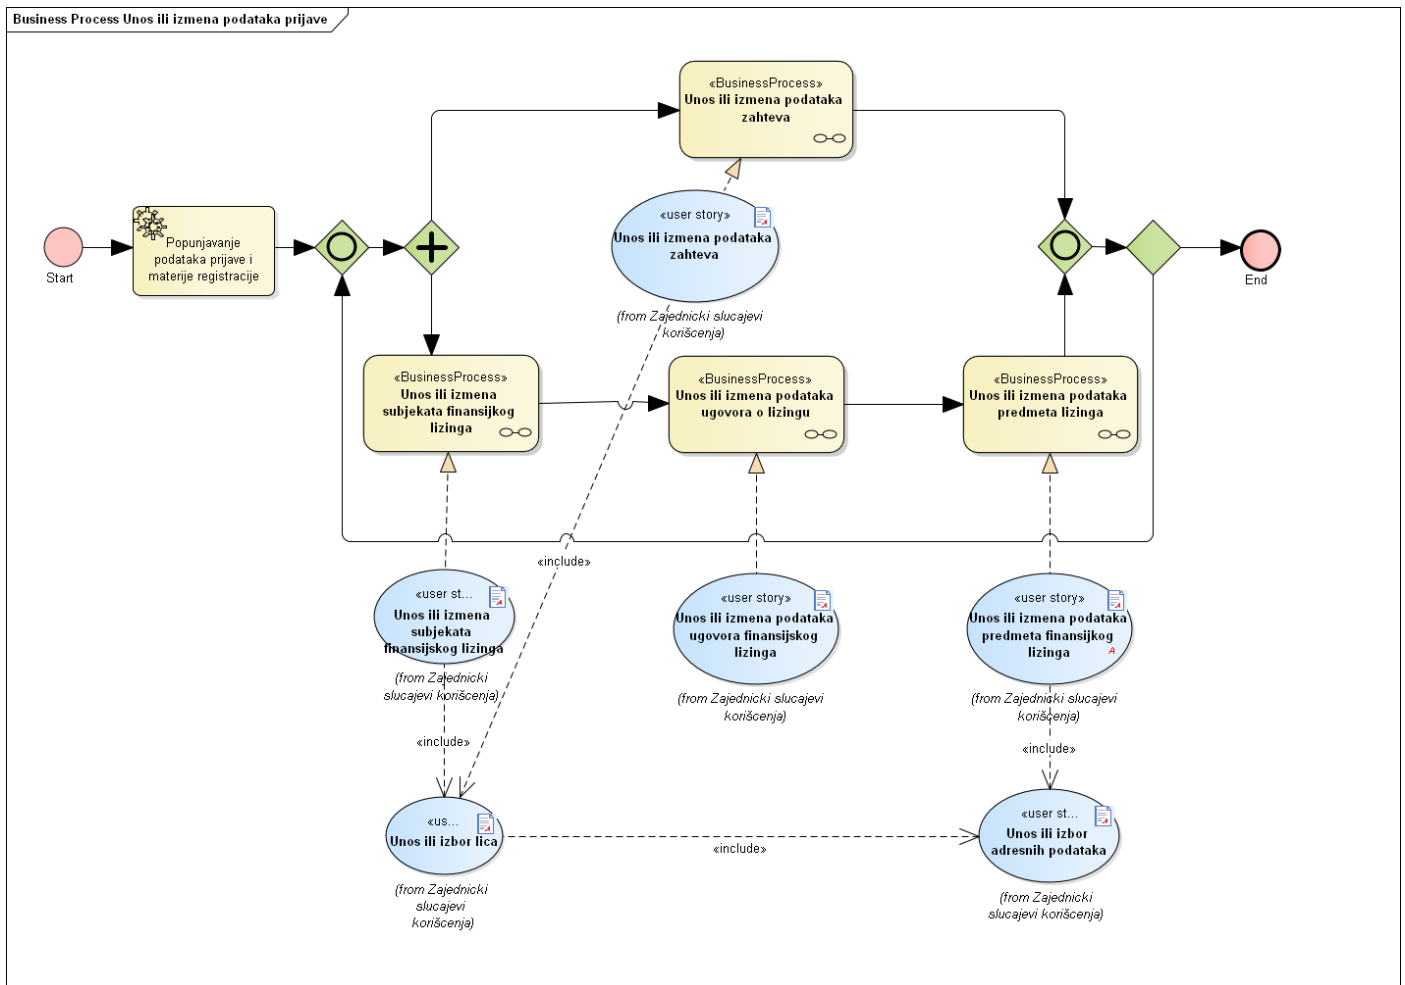 Business Process Unos ili izmena podataka prijave
«BusinessProcess»
Unos ili izmena podataka
zahteva
«user story»
Unos ili izmena podataka
zahteva
(from Zajednicki slucajevi
korišcenja)
Popunjavanje
podataka prijave i
materije registracije
Start
End
«BusinessProcess»
Unos ili izmena
subjekata finansijkog
lizinga
«BusinessProcess»
Unos ili izmena podataka
ugovora o lizingu
«BusinessProcess»
Unos ili izmena podataka
predmeta lizinga
«include»
«user st...
Unos ili izmena
subjekata
finansijskog lizinga
(from Zajednicki
slucajevi korišcenja)
«user story»
Unos ili izmena podataka
ugovora finansijskog
lizinga
(from Zajednicki slucajevi
korišcenja)
«user story»
Unos ili izmena podataka
predmeta finansijkog
lizinga
A
(from Zajednicki slucajevi
korišcenja)
«include»
«include»
«us...
Unos ili izbor lica
(from Zajednicki
slucajevi
korišcenja)
«include»
«user st...
Unos ili izbor
adresnih podataka
(from Zajednicki
slucajevi korišcenja)